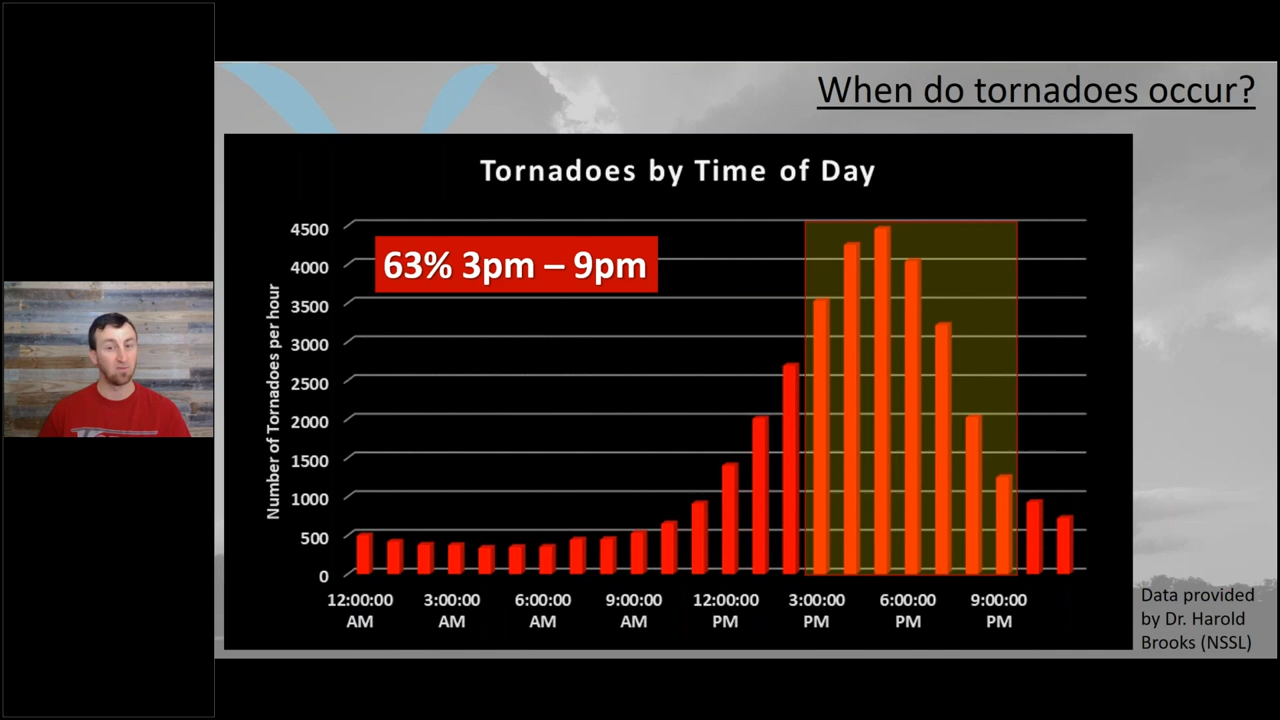 When do tornadoes occur?
Tornadoes by Time of Day
63% 3pm – 9pm
Number of Tornadoes per hour
4500
4000
3500
3000
2500
2000
1500
1000
500
0
12:00:00 AM
3:00:00 AM
6:00:00 AM
9:00:00 AM
12:00:00 PM
3:00:00 PM
6:00:00 PM
9:00:00 PM
Data provided
by Dr. Harold
Brooks (NSSL)